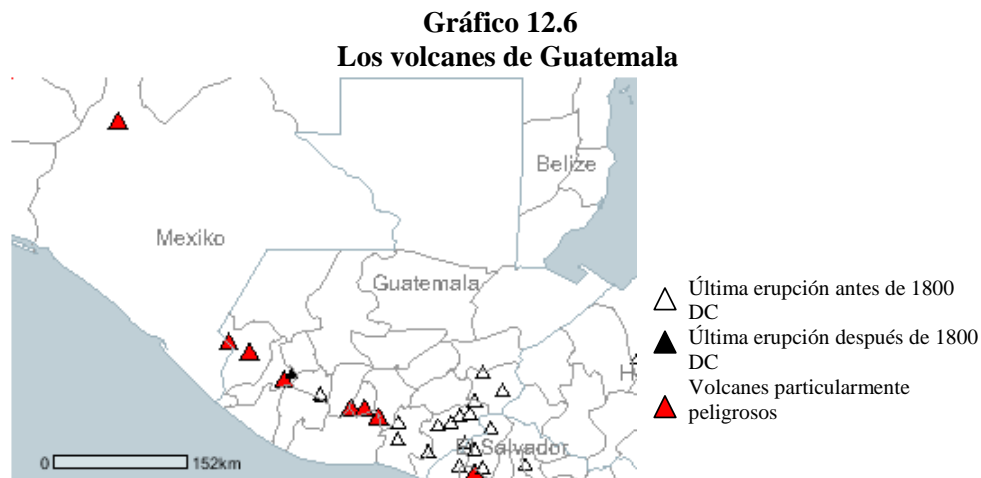 Gráfico 12.6
Los volcanes de Guatemala
Belize
Mexiko
Guatemala
El Salvador
0
152km
Última erupción antes de 1800
DC
Última erupción después de 1800
DC
Volcanes particularmente
peligrosos